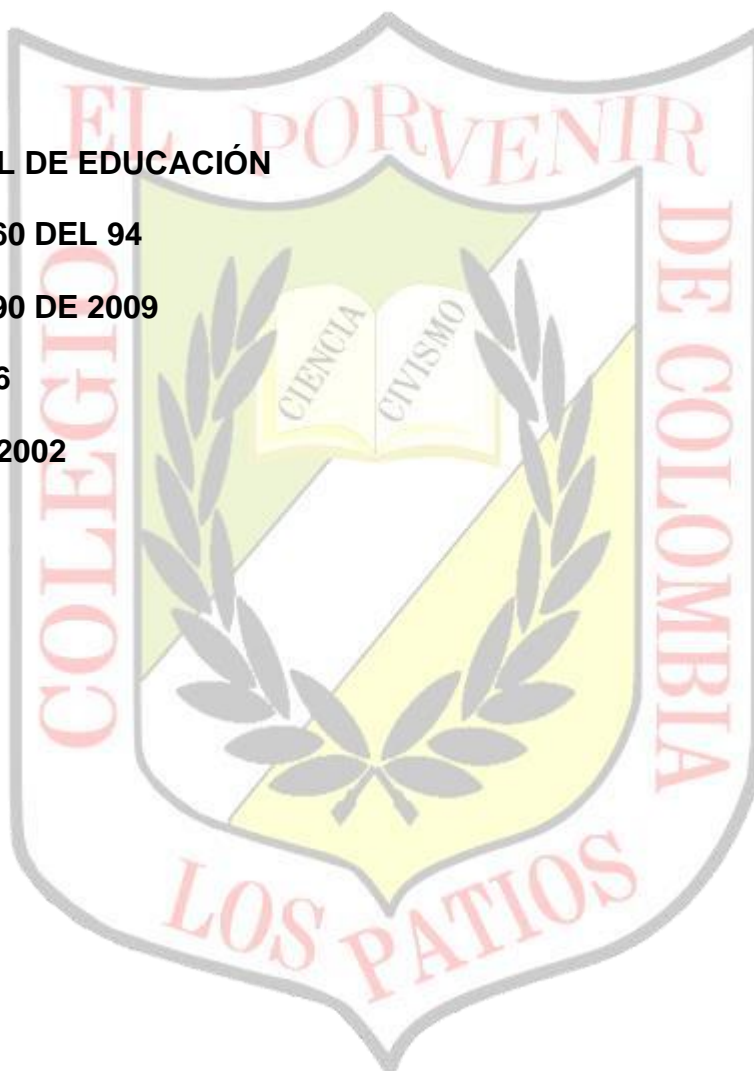 EL PORVENIR
L DE EDUCACIÓN
60 DEL 94
90 DE 2009
6
2002
COLEGIO
CIENCIA
CIVISMO
DE COLOMBIA
LOS PATIOS